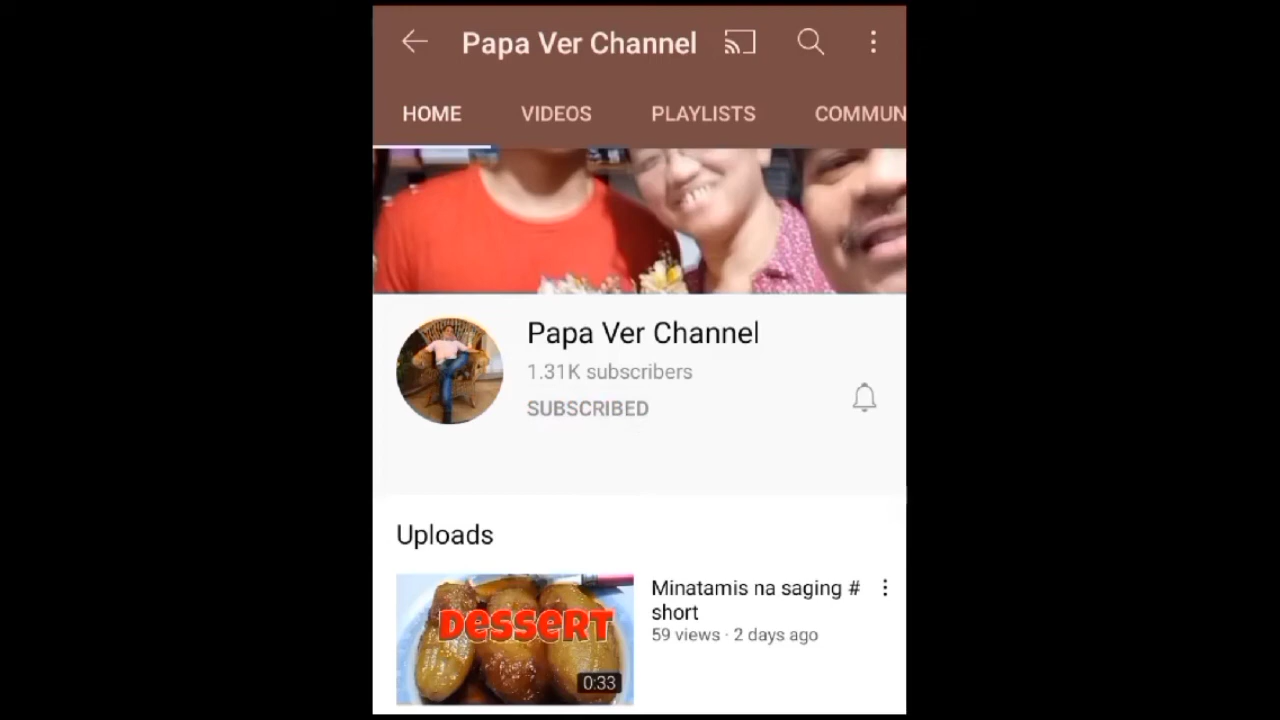 Papa Ver Channel
HOME VIDEOS PLAYLISTS COMMUN
Papa Ver Channel
1.31K subscribers
SUBSCRIBED
Uploads
DESSERT
0:33
Minatamis na saging #
short
59 views · 2 days ago